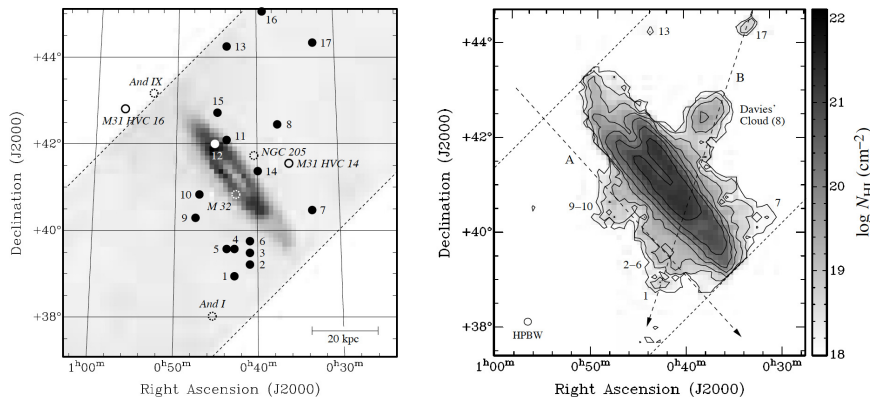 +44°
+42°
+40°
+38°
Declination (J2000)
1ʰ00ᵐ
0ʰ50ᵐ
0ʰ40ᵐ
0ʰ30ᵐ
Right Ascension (J2000)
16
13
17
And IX
M31 HVC 16
15
8
11
12
NGC 205
M31 HVC 14
14
10
M 32
9
7
4
6
5
3
2
1
And I
20 kpc
+44°
+42°
+40°
+38°
Declination (J2000)
1ʰ00ᵐ
0ʰ50ᵐ
0ʰ40ᵐ
0ʰ30ᵐ
Right Ascension (J2000)
13
17
B
Davies'
Cloud (8)
A
9–10
7
2–6
1
HPBW
22
21
20
19
18
log N_HI (cm⁻²)